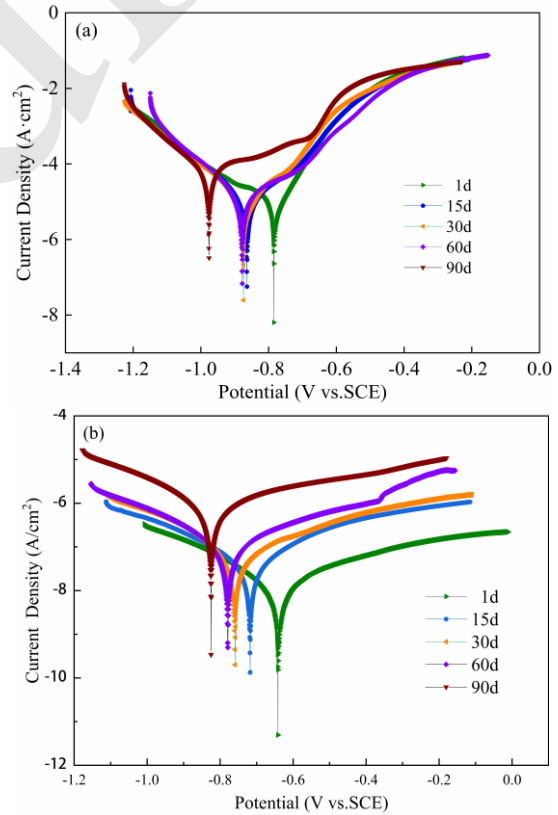 (a)
0
-2
-4
-6
-8
Current Density (A·cm²)
1d
15d
30d
60d
90d
-1.4 -1.2 -1.0 -0.8 -0.6 -0.4 -0.2 0.0
Potential (V vs.SCE)
(b)
-4
-6
-8
-10
-12
Current Density (A/cm²)
1d
15d
30d
60d
90d
-1.2 -1.0 -0.8 -0.6 -0.4 -0.2 0.0
Potential (V vs.SCE)